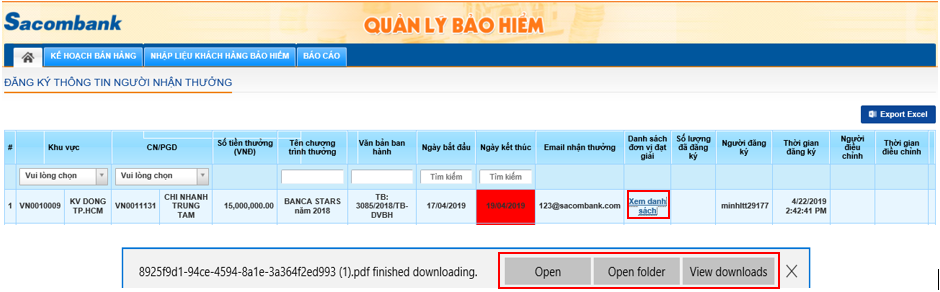 Sacombank
QUẢN LÝ BẢO HIỂM
KẾ HOẠCH BÁN HÀNG NHẬP LIỆU KHÁCH HÀNG BẢO HIỂM BÁO CÁO
ĐĂNG KÝ THÔNG TIN NGƯỜI NHẬN THƯỞNG
Export Excel
# Khu vực CN/PGD Số tiền thưởng (VNĐ) Tên chương trình thưởng Văn bản ban hành Ngày bắt đầu Ngày kết thúc Email nhận thưởng Danh sách đơn vị đạt giải Số lượng đã đăng ký Người đăng ký Thời gian đăng ký Người điều chỉnh Thời gian điều chỉnh
Vui lòng chọn Vui lòng chọn Tìm kiếm Tìm kiếm
1 VN0010009 KV DONG TP.HCM VN0011131 CHI NHANH TRUNG TAM 15,000,000.00 BANCA STARS năm 2018 TB: 3085/2018/TB-DVBH 17/04/2019 19/04/2019 123@sacombank.com Xem danh sách minhltt29177 4/22/2019 2:42:41 PM
8925f9d1-94ce-4594-8a1e-3a364f2ed993 (1).pdf finished downloading. Open Open folder View downloads